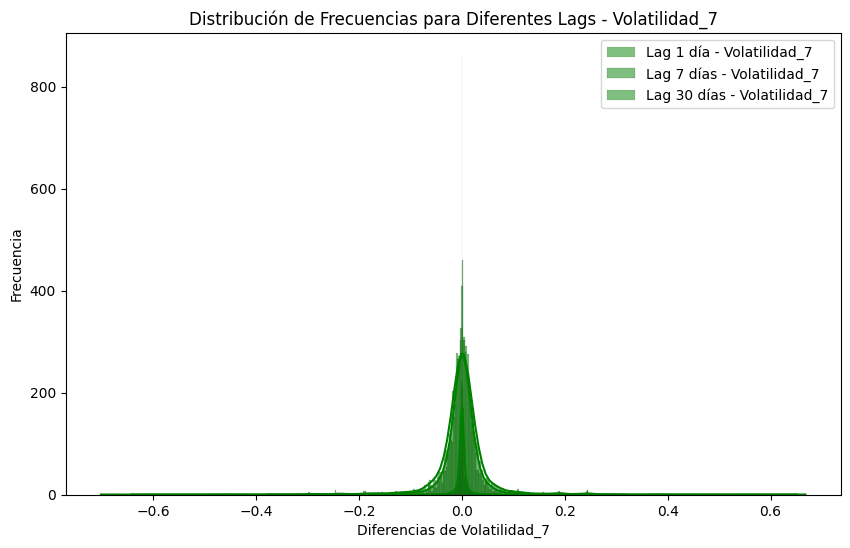 Distribución de Frecuencias para Diferentes Lags - Volatilidad_7
Lag 1 día - Volatilidad_7
Lag 7 días - Volatilidad_7
Lag 30 días - Volatilidad_7
Frecuencia
800
600
400
200
0
−0.6 −0.4 −0.2 0.0 0.2 0.4 0.6
Diferencias de Volatilidad_7